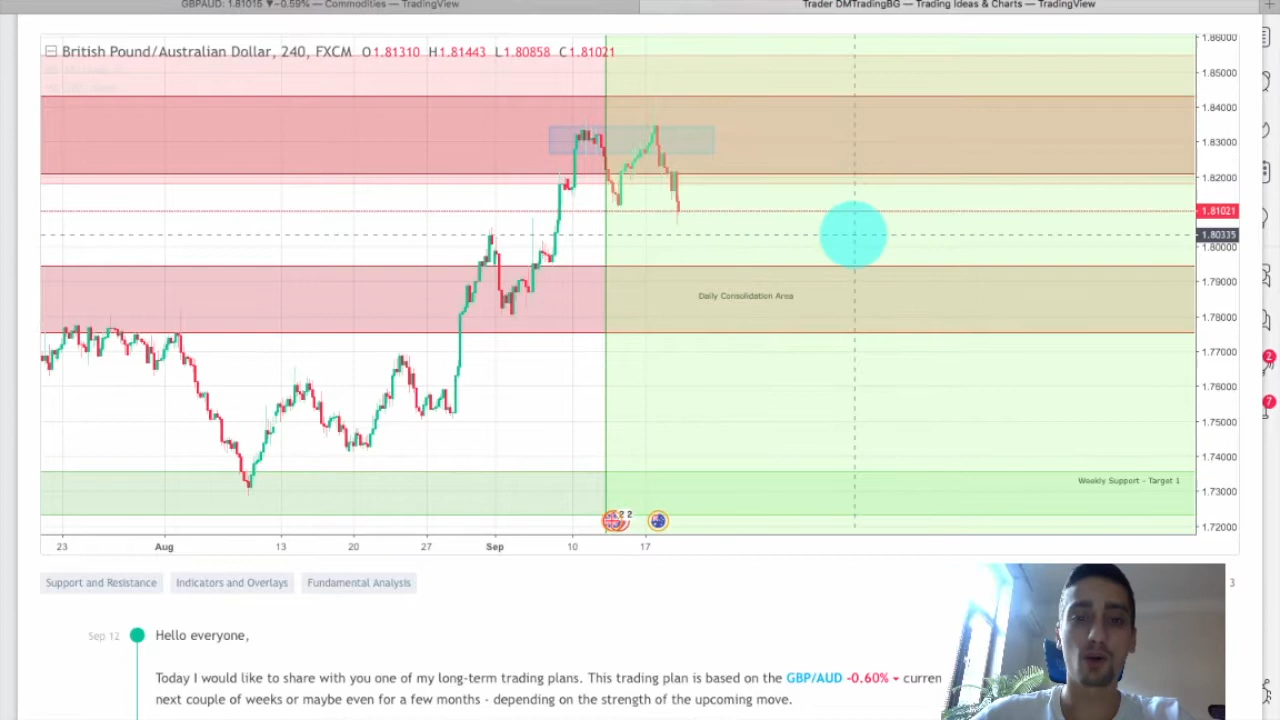 GBPAUD: 1.81015 ▼−0.59% — Commodities — TradingView
Trader DMTradingBG — Trading Ideas & Charts — TradingView
British Pound/Australian Dollar, 240, FXCM O1.81310 H1.81443 L1.80858 C1.81021
1.86000
1.85000
1.84000
1.83000
1.82000
1.81021
1.80335
1.80000
1.79000
Daily Consolidation Area
1.78000
1.77000
1.76000
1.75000
1.74000
Weekly Support - Target 1
1.73000
2 2
1.72000
23 Aug 13 20 27 Sep 10 17
2
7
Support and Resistance Indicators and Overlays Fundamental Analysis 3
Sep 12 Hello everyone,
Today I would like to share with you one of my long-term trading plans. This trading plan is based on the GBP/AUD -0.60% curren
next couple of weeks or maybe even for a few months - depending on the strength of the upcoming move.